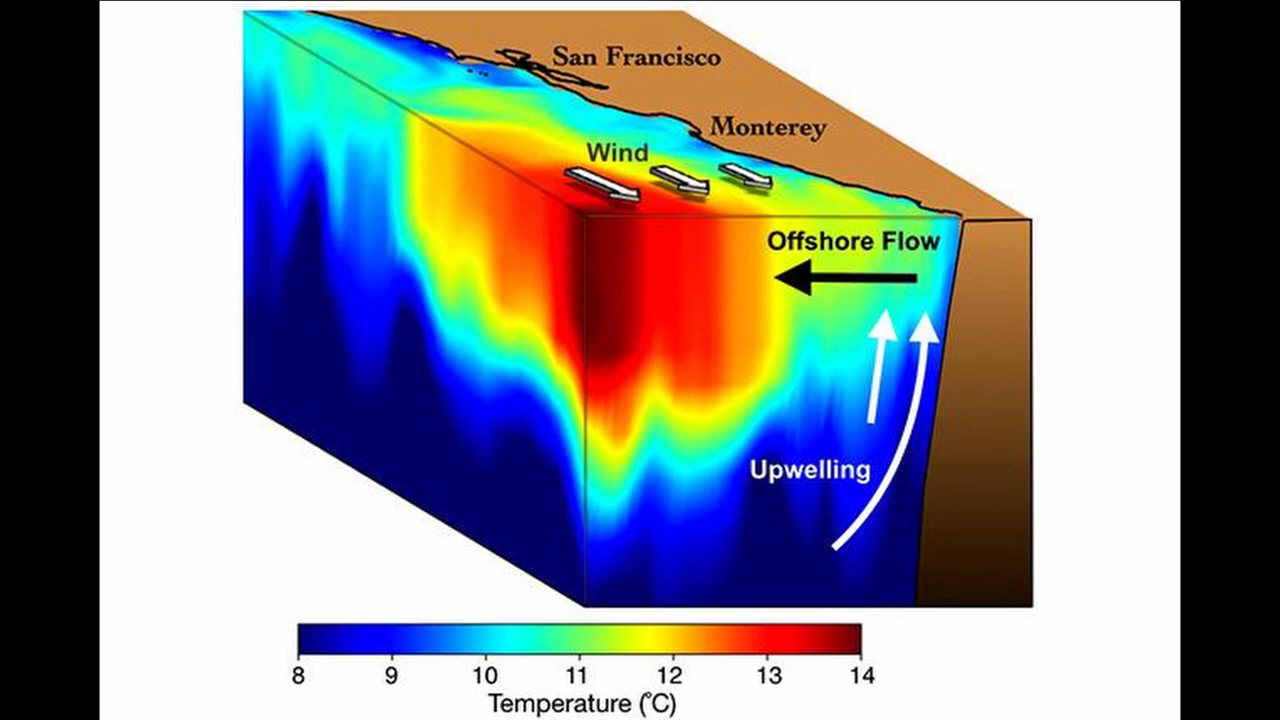 San Francisco
Monterey
Wind
Offshore Flow
Upwelling
8 9 10 11 12 13 14
Temperature (°C)